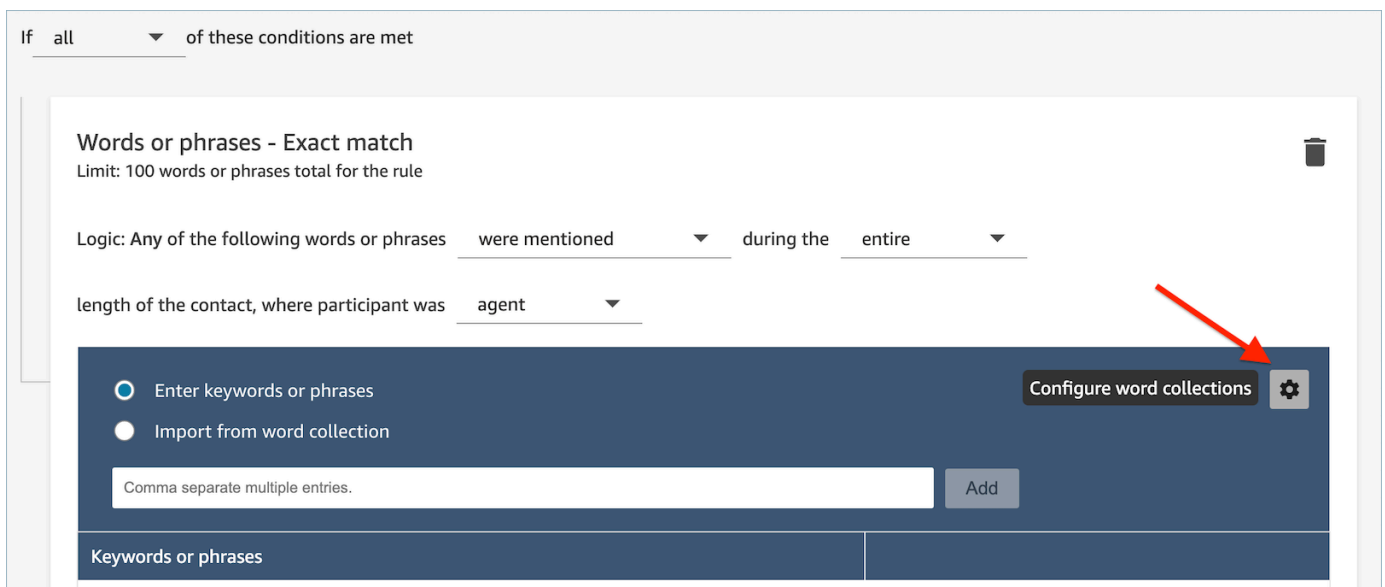 If all of these conditions are met
Words or phrases - Exact match
Limit: 100 words or phrases total for the rule
Logic: Any of the following words or phrases were mentioned during the entire
length of the contact, where participant was agent
Enter keywords or phrases
Configure word collections
Import from word collection
Comma separate multiple entries.
Add
Keywords or phrases